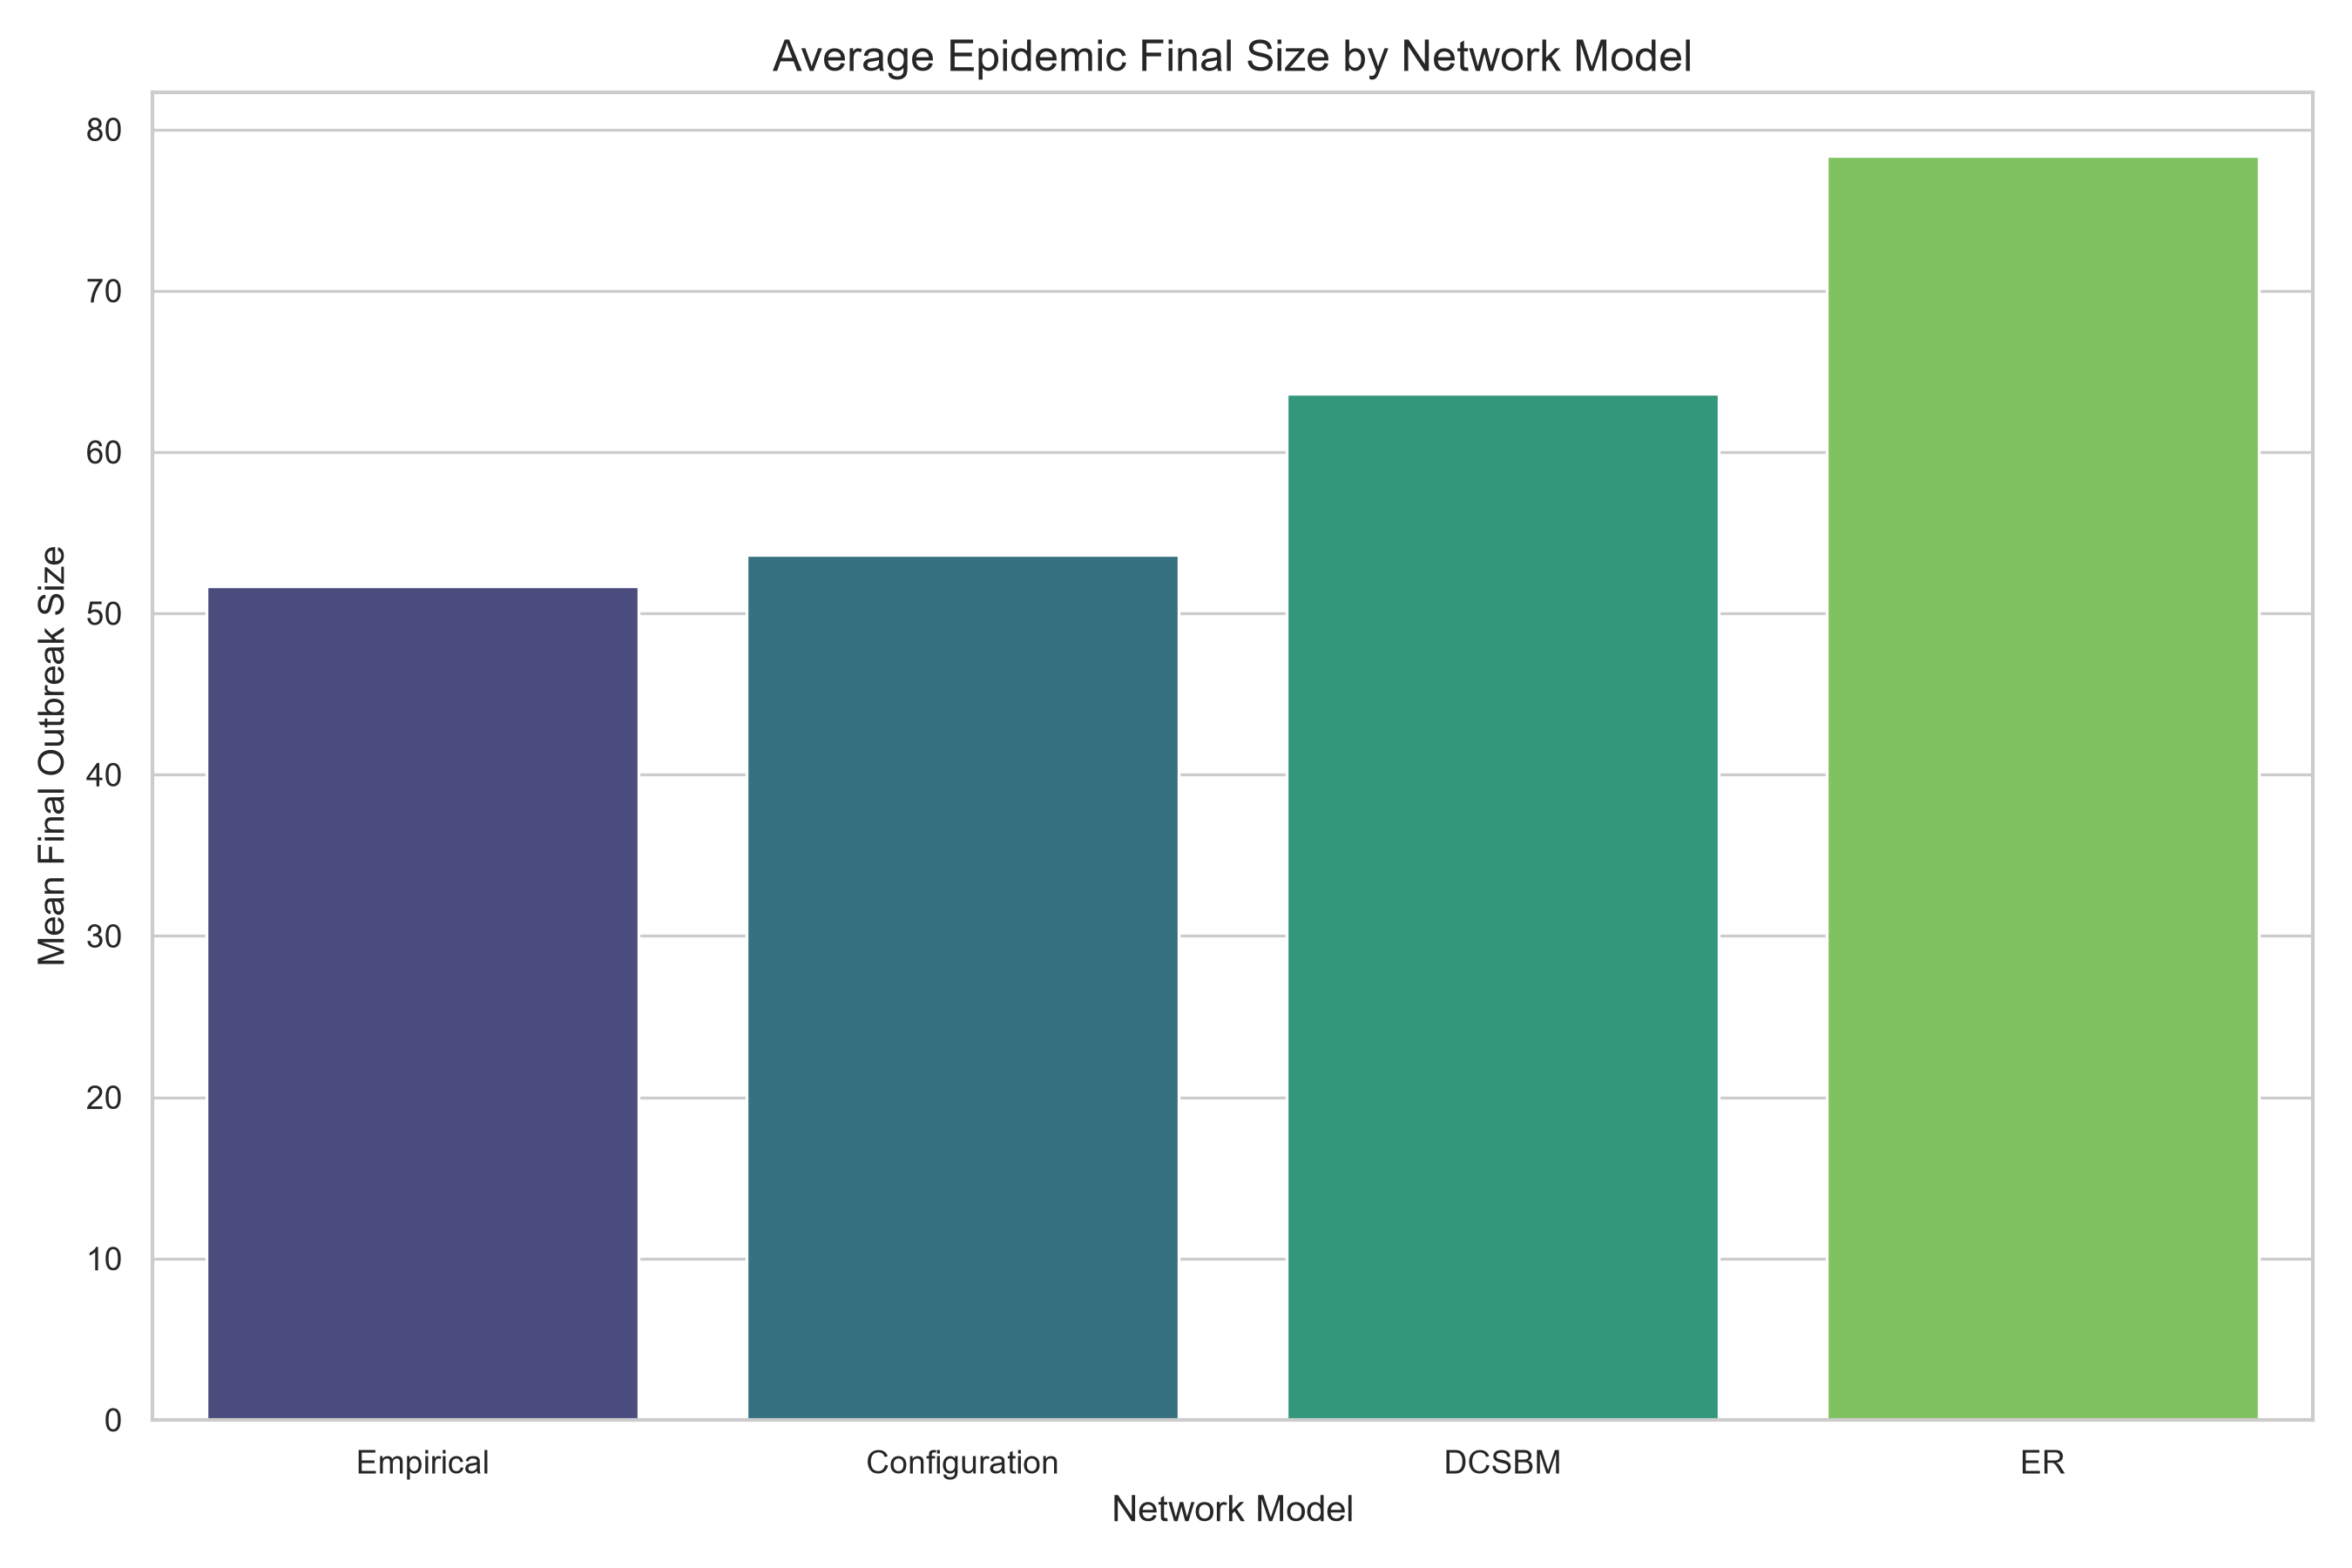 Average Epidemic Final Size by Network Model
Mean Final Outbreak Size
80
70
60
50
40
30
20
10
0
Empirical Configuration DCSBM ER
Network Model